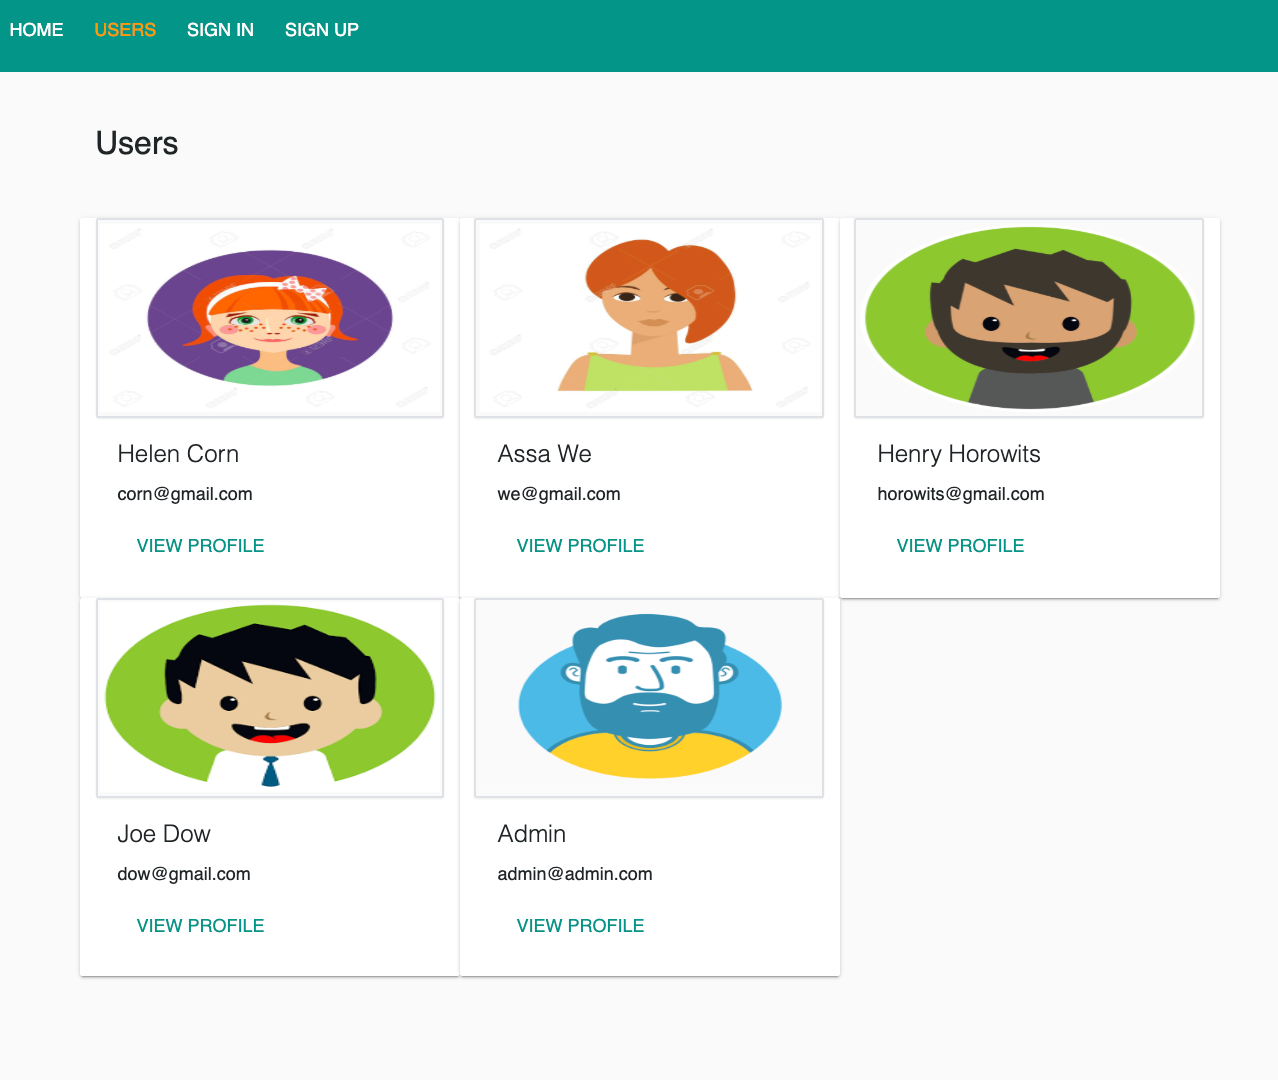 HOME USERS SIGN IN SIGN UP
Users
Helen Corn
corn@gmail.com
VIEW PROFILE
Assa We
we@gmail.com
VIEW PROFILE
Henry Horowits
horowits@gmail.com
VIEW PROFILE
Joe Dow
dow@gmail.com
VIEW PROFILE
Admin
admin@admin.com
VIEW PROFILE